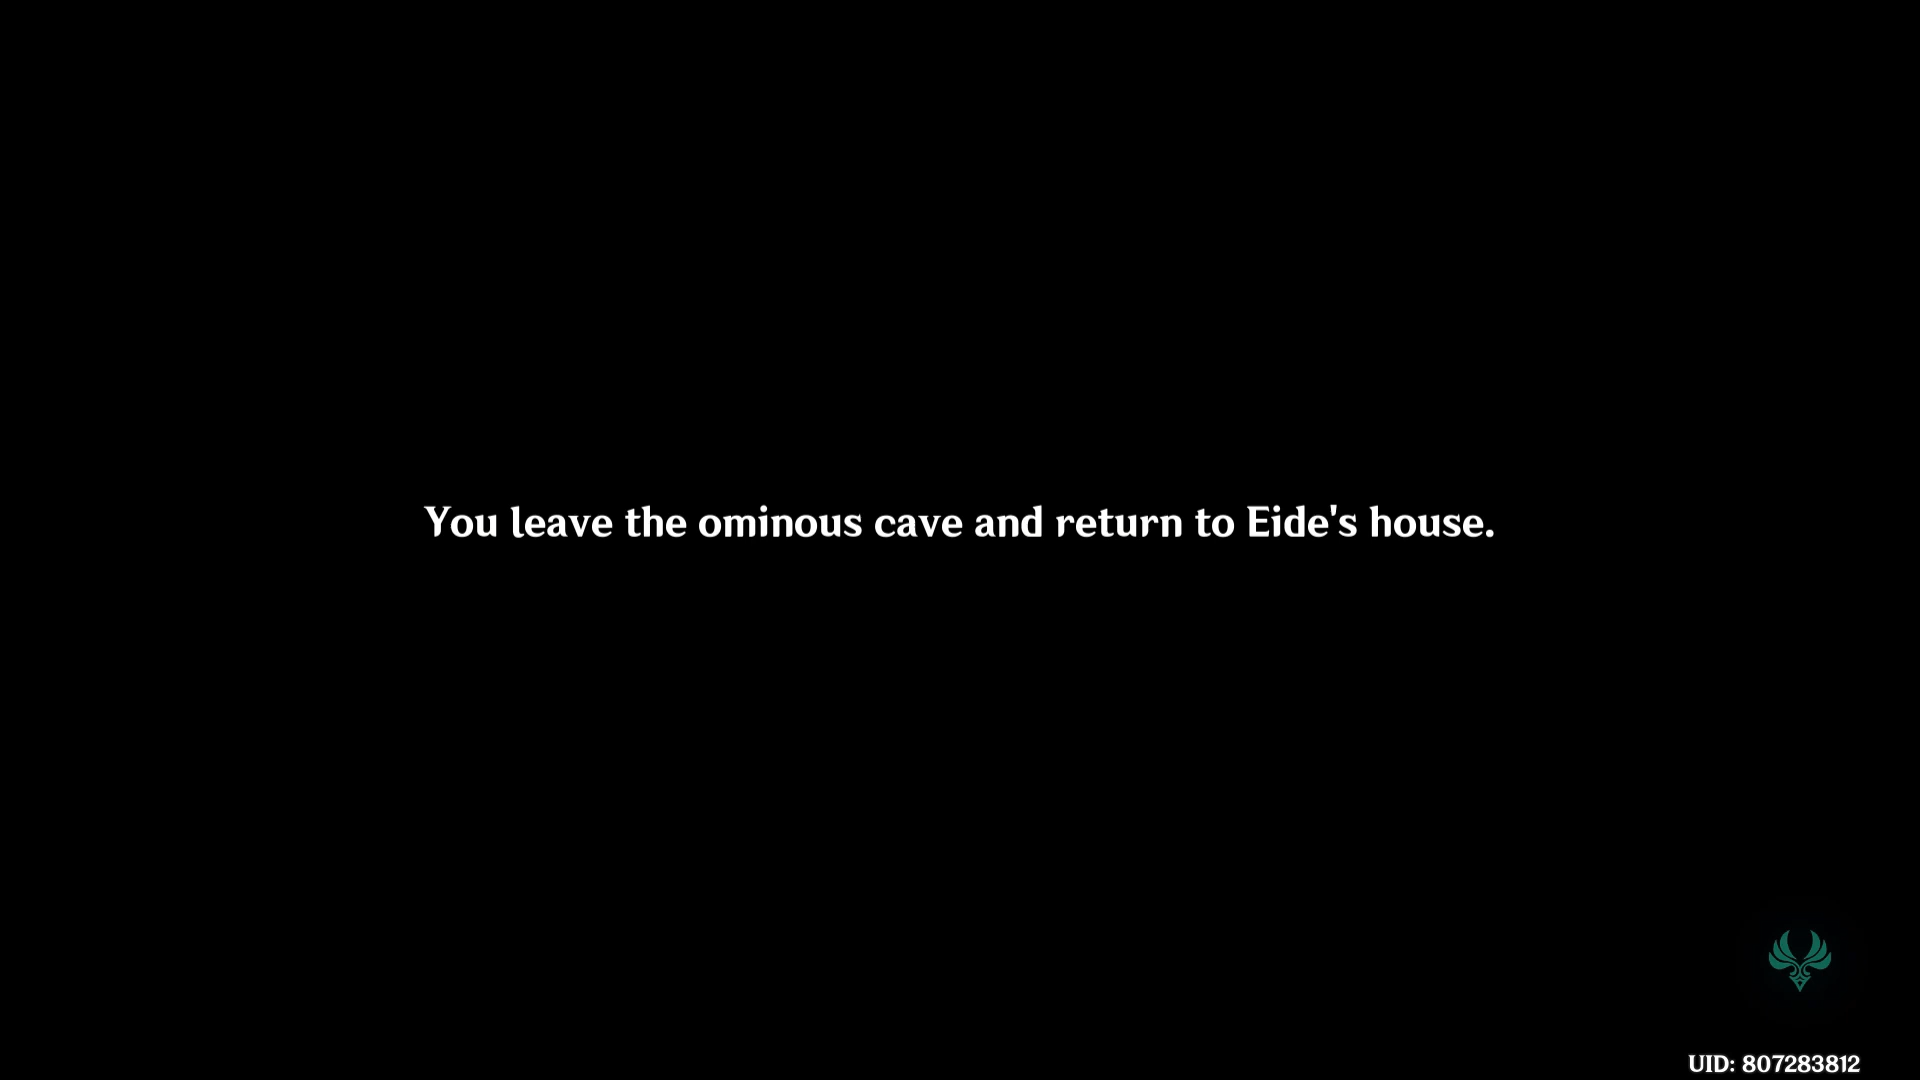 You leave the ominous cave and return to Eide's house.
UID: 807283812